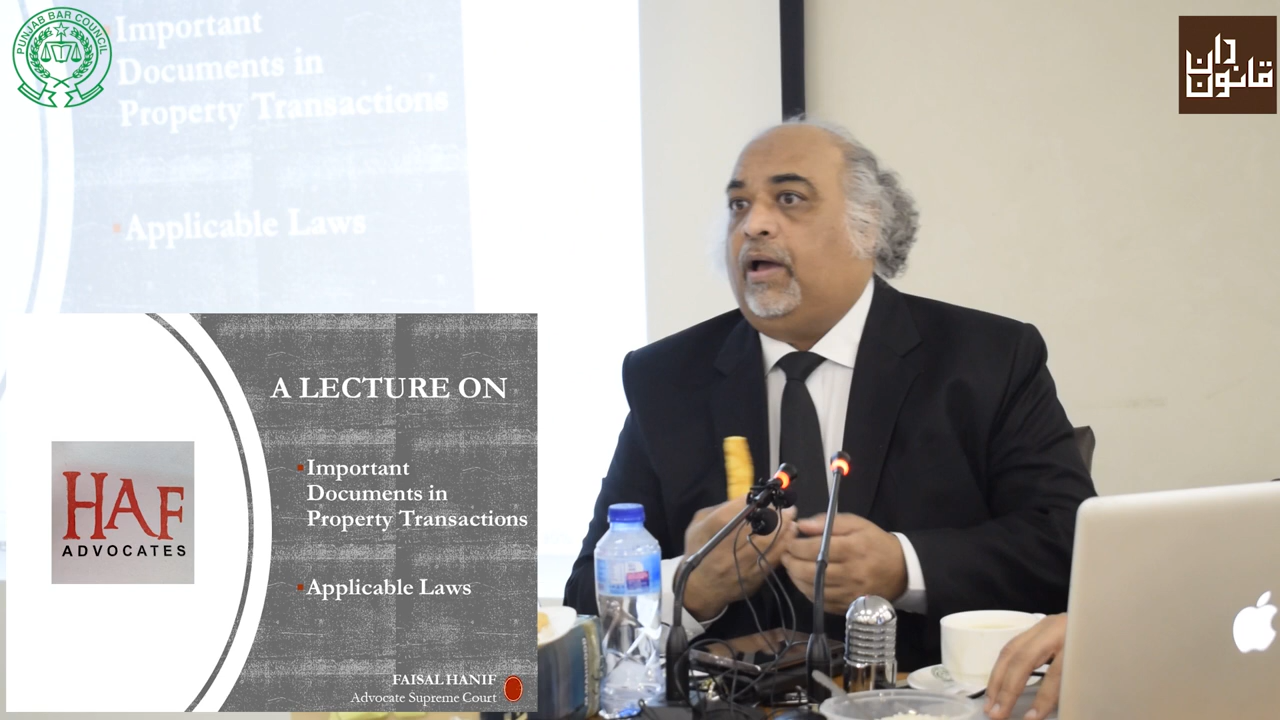 PUNJAB BAR COUNCIL
Important
Documents in
Property Transactions
Applicable Laws
قانون دان
A LECTURE ON
HAF
ADVOCATES
▪Important
Documents in
Property Transactions
▪Applicable Laws
FAISAL HANIF
Advocate Supreme Court